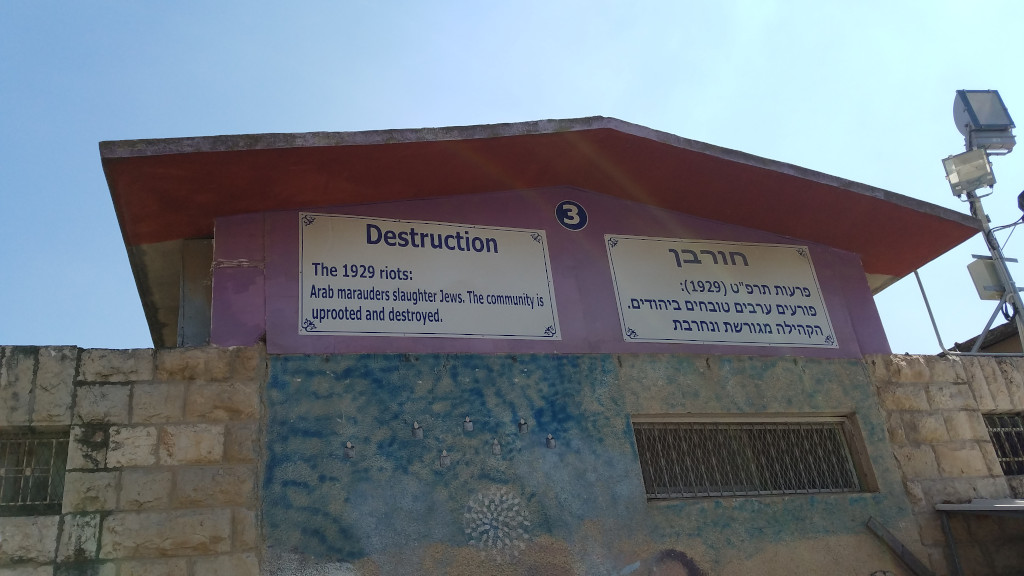 3
Destruction
The 1929 riots:
Arab marauders slaughter Jews. The community is
uprooted and destroyed.
חורבן
פרעות תרפ"ט (1929):
פורעים ערבים טובחים ביהודים.
הקהילה מגורשת ונחרבת